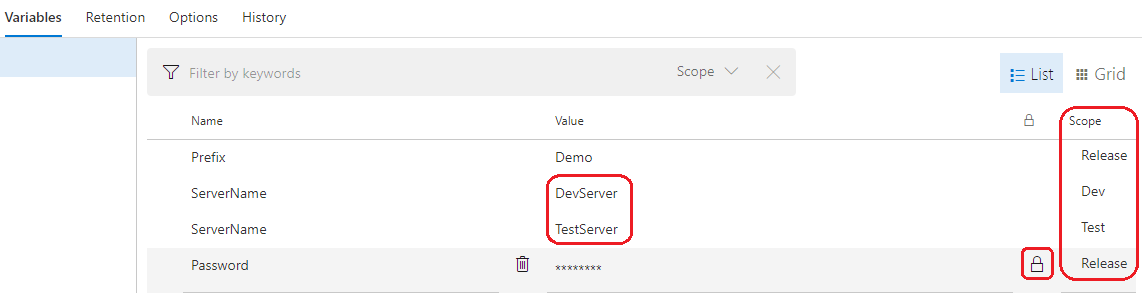 Variables Retention Options History
Filter by keywords Scope
List Grid
Name Value Scope
Prefix Demo Release
ServerName DevServer Dev
ServerName TestServer Test
Password ******** Release